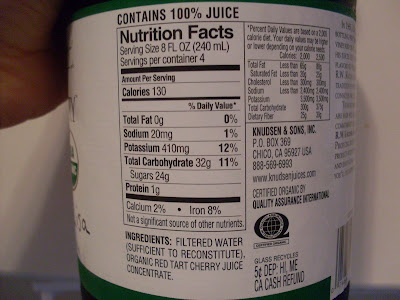 CONTAINS 100% JUICE
Nutrition Facts
Serving Size 8 FL OZ (240 mL)
Servings per container 4
Amount Per Serving
Calories 130
% Daily Value*
Total Fat 0g 0%
Sodium 20mg 1%
Potassium 410mg 12%
Total Carbohydrate 32g 11%
Sugars 24g
Protein 1g
Calcium 2% • Iron 8%
Not a significant source of other nutrients.
INGREDIENTS: FILTERED WATER
(SUFFICIENT TO RECONSTITUTE),
ORGANIC RED TART CHERRY JUICE
CONCENTRATE.
*Percent Daily Values are based on a 2,000
calorie diet. Your daily values may be higher
or lower depending on your calorie needs:
Calories: 2,000 2,500
Total Fat Less than 65g 80g
Saturated Fat Less than 20g 25g
Cholesterol Less than 300mg 300mg
Sodium Less than 2,400mg 2,400mg
Potassium 3,500mg 3,500mg
Total Carbohydrate 300g 375g
Dietary Fiber 25g 30g
KNUDSEN & SONS, INC.
P.O. BOX 369
CHICO, CA 95927 USA
888-569-6993
www.knudsenjuices.com
CERTIFIED ORGANIC BY
QUALITY ASSURANCE INTERNATIONAL
GLASS RECYCLES
5¢ DEP: HI, ME
CA CASH REFUND